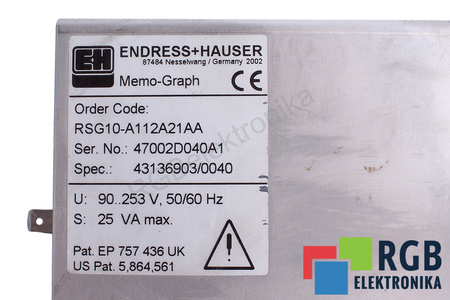 EH
ENDRESS+HAUSER
87484 Nesselwang / Germany 2002
Memo-Graph CE
Order Code:
RSG10-A112A21AA
Ser. No.: 47002D040A1
Spec.: 43136903/0040
U: 90..253 V, 50/60 Hz
S: 25 VA max.
Pat. EP 757 436 UK
US Pat. 5,864,561
!
RGBelektronika
RGB
ELEKTRONIKA